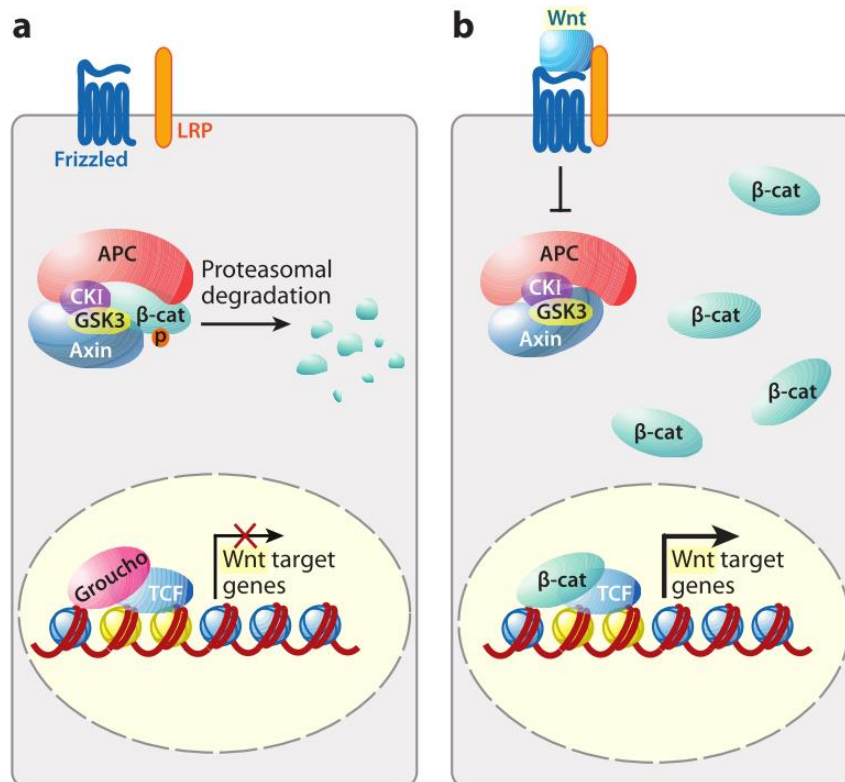 a
LRP
Frizzled
APC
CKI
GSK3
β-cat
p
Axin
Proteasomal
degradation
Groucho
TCF
Wnt target
genes
b
Wnt
β-cat
APC
CKI
GSK3
Axin
β-cat
β-cat
β-cat
β-cat
TCF
Wnt target
genes